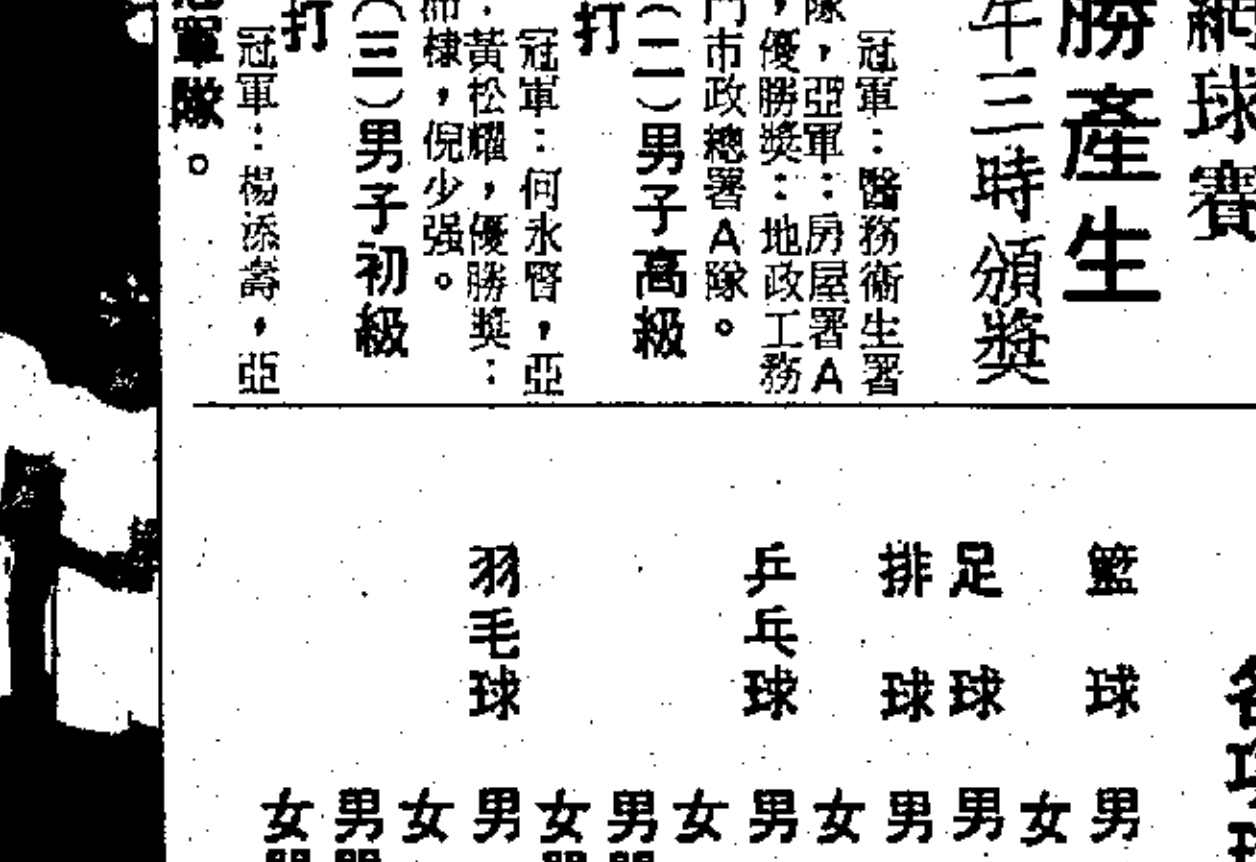 網球賽
勝產生
午三時頒獎
冠軍：醫務衞生署
隊，亞軍：房屋署A
，優勝獎：地政工務
門市政總署A隊。
(二)男子高級
打
冠軍：何永晉，亞
：黃松耀，優勝獎：
棣，倪少强。
(三)男子初級
打
冠軍：楊添壽，亞
冠軍隊。
籃球 男
女
足球 男
排球 男
女
乒乓球 男
女
男
女
羽毛球 男
女
男
女